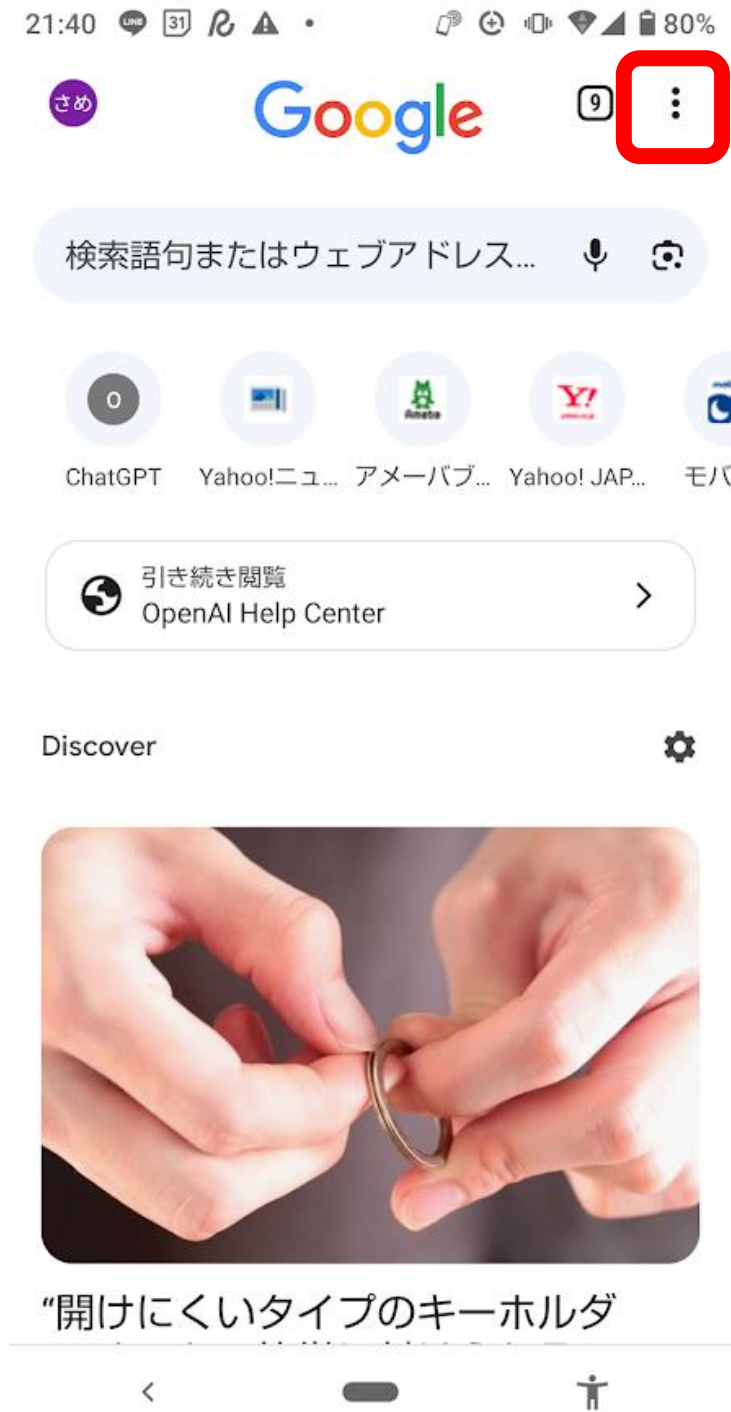 21:40 LINE 31 80%
さめ Google 9
検索語句またはウェブアドレス...
O
Ameba
Y!
ChatGPT Yahoo!ニュ... アメーバブ... Yahoo! JAP... モバ
引き続き閲覧
OpenAI Help Center
Discover
“開けにくいタイプのキーホルダ